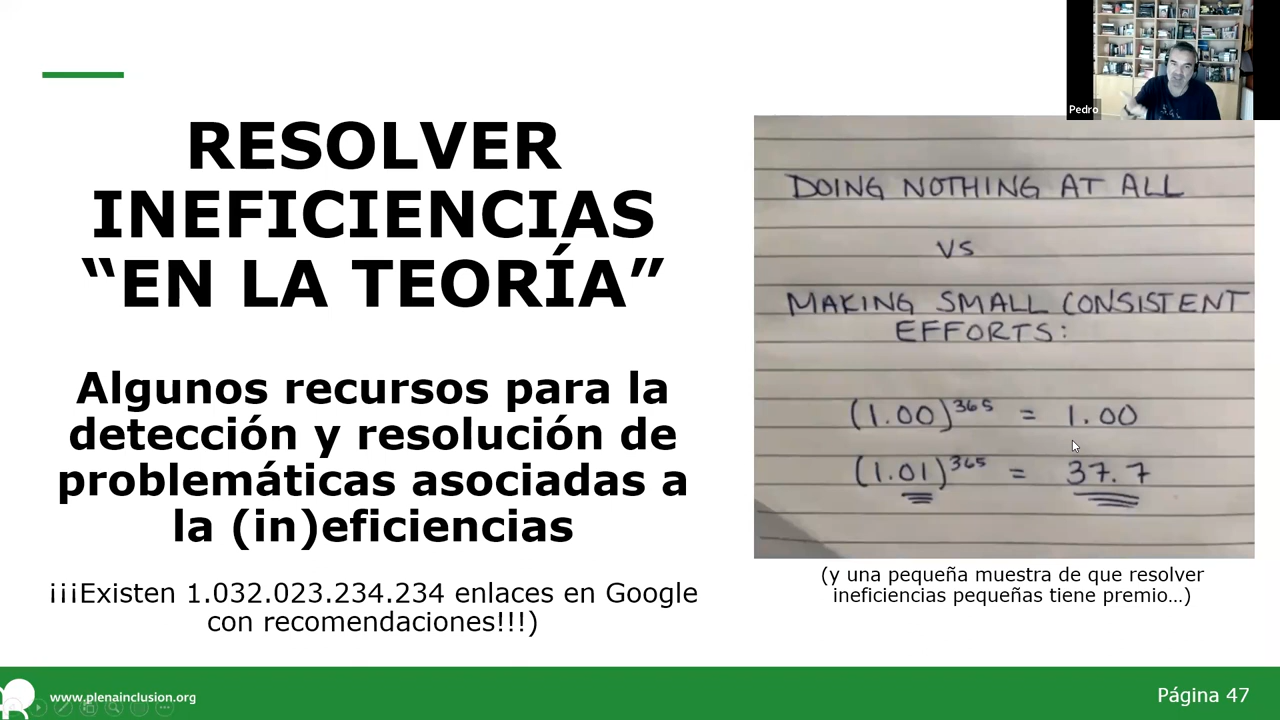 Pedro
RESOLVER
INEFICIENCIAS
“EN LA TEORÍA”
Algunos recursos para la
detección y resolución de
problemáticas asociadas a
la (in)eficiencias
¡¡¡Existen 1.032.023.234.234 enlaces en Google
con recomendaciones!!!)
DOING NOTHING AT ALL
VS
MAKING SMALL CONSISTENT
EFFORTS:
(1.00)^365 = 1.00
(1.01)^365 = 37.7
(y una pequeña muestra de que resolver
ineficiencias pequeñas tiene premio…)
www.plenainclusion.org
Página 47